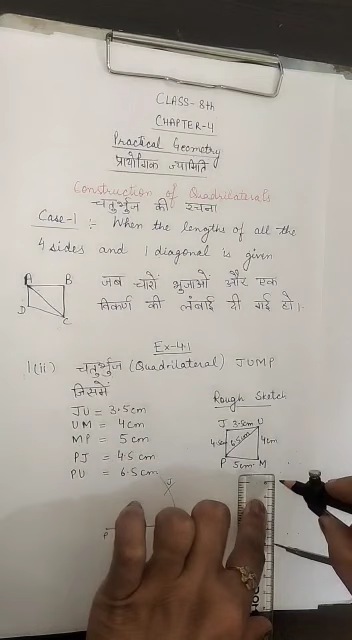 CLASS-8th
CHAPTER-4
Practical Geometry
प्रायोगिक ज्यामिति
Construction of Quadrilaterals
चतुर्भुज की रचना
Case-1 :- When the lengths of all the
4 sides and 1 diagonal is given
जब चारों भुजाओं और एक
विकर्ण की लंबाई दी गई हो।
A B
D
C
Ex-4.1
1(ii) चतुर्भुज (Quadrilateral) JUMP
जिसमें
JU = 3.5cm
UM = 4cm
MP = 5cm
PJ = 4.5cm
PU = 6.5cm
Rough Sketch
J 3.5cm U
4.5cm 6.5cm 4cm
P 5cm M
J
P